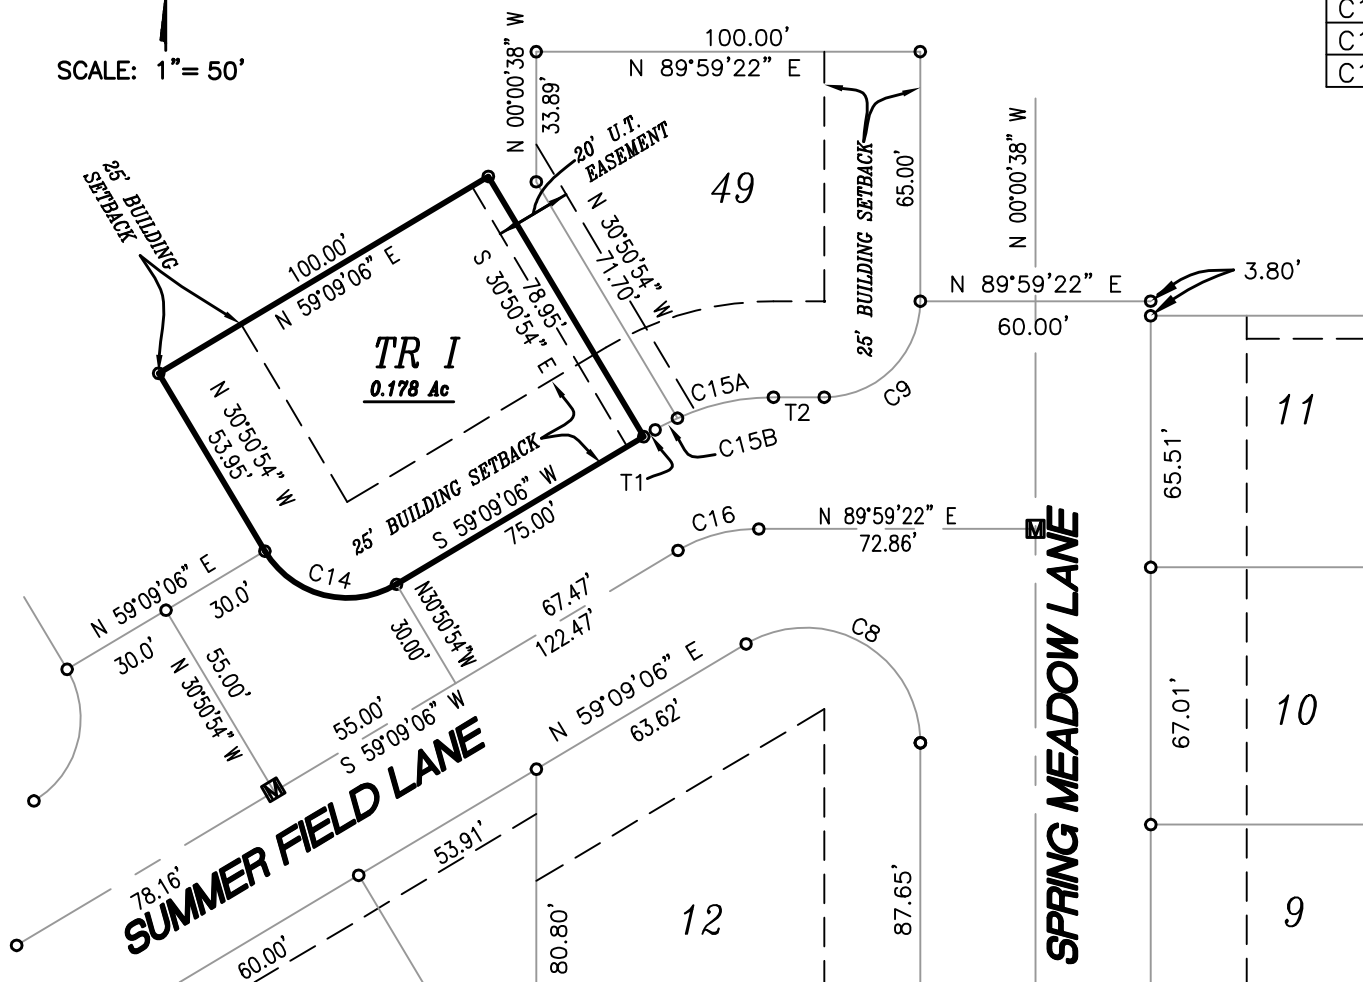 SCALE: 1"= 50'
100.00'
N 89°59'22" E
N 00°00'38" W
33.89'
20' U.T.
EASEMENT
49
25' BUILDING SETBACK
65.00'
N 00°00'38" W
N 89°59'22" E
60.00'
3.80'
C1
C1
C1
25' BUILDING
SETBACK
100.00'
N 59°09'06" E
TR I
0.178 Ac
S 30°50'54" E
78.95'
N 30°50'54" W
71.70'
N 30°50'54" W
53.95'
25' BUILDING SETBACK
S 59°09'06" W
75.00'
C14
C15A
C15B
T1
T2
C9
C16
N 89°59'22" E
72.86'
M
11
65.51'
N 59°09'06" E
30.0'
30.0'
55.00'
N 30°50'54" W
N30°50'54"W
30.00'
67.47'
122.47'
55.00'
S 59°09'06" W
M
SUMMER FIELD LANE
78.16'
N 59°09'06" E
63.62'
C8
SPRING MEADOW LANE
10
67.01'
53.91'
60.00'
80.80'
12
87.65'
9